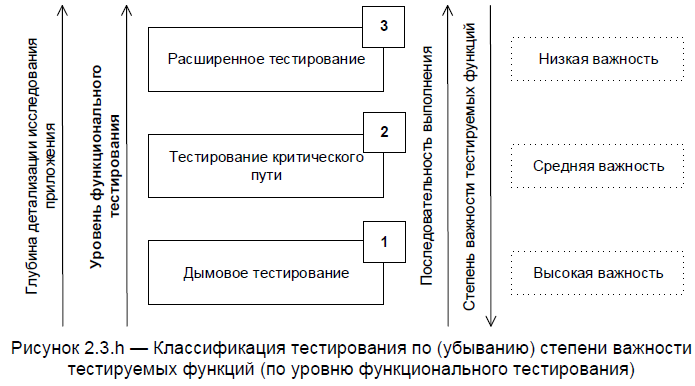 Глубина детализации исследования
приложения
Уровень функционального
тестирования
3
Расширенное тестирование
2
Тестирование критического
пути
1
Дымовое тестирование
Последовательность выполнения
Степень важности тестируемых функций
Низкая важность
Средняя важность
Высокая важность
Рисунок 2.3.h — Классификация тестирования по (убыванию) степени важности
тестируемых функций (по уровню функционального тестирования)